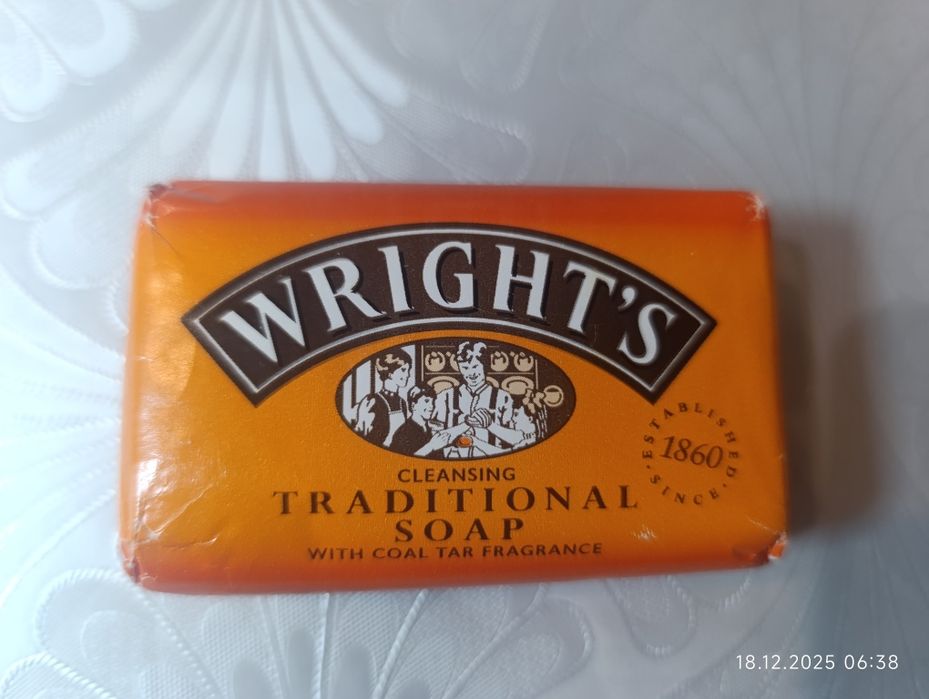 WRIGHT'S
CLEANSING
TRADITIONAL
SOAP
WITH COAL TAR FRAGRANCE
ESTABLISHED
1860
SINCE
18.12.2025 06:38